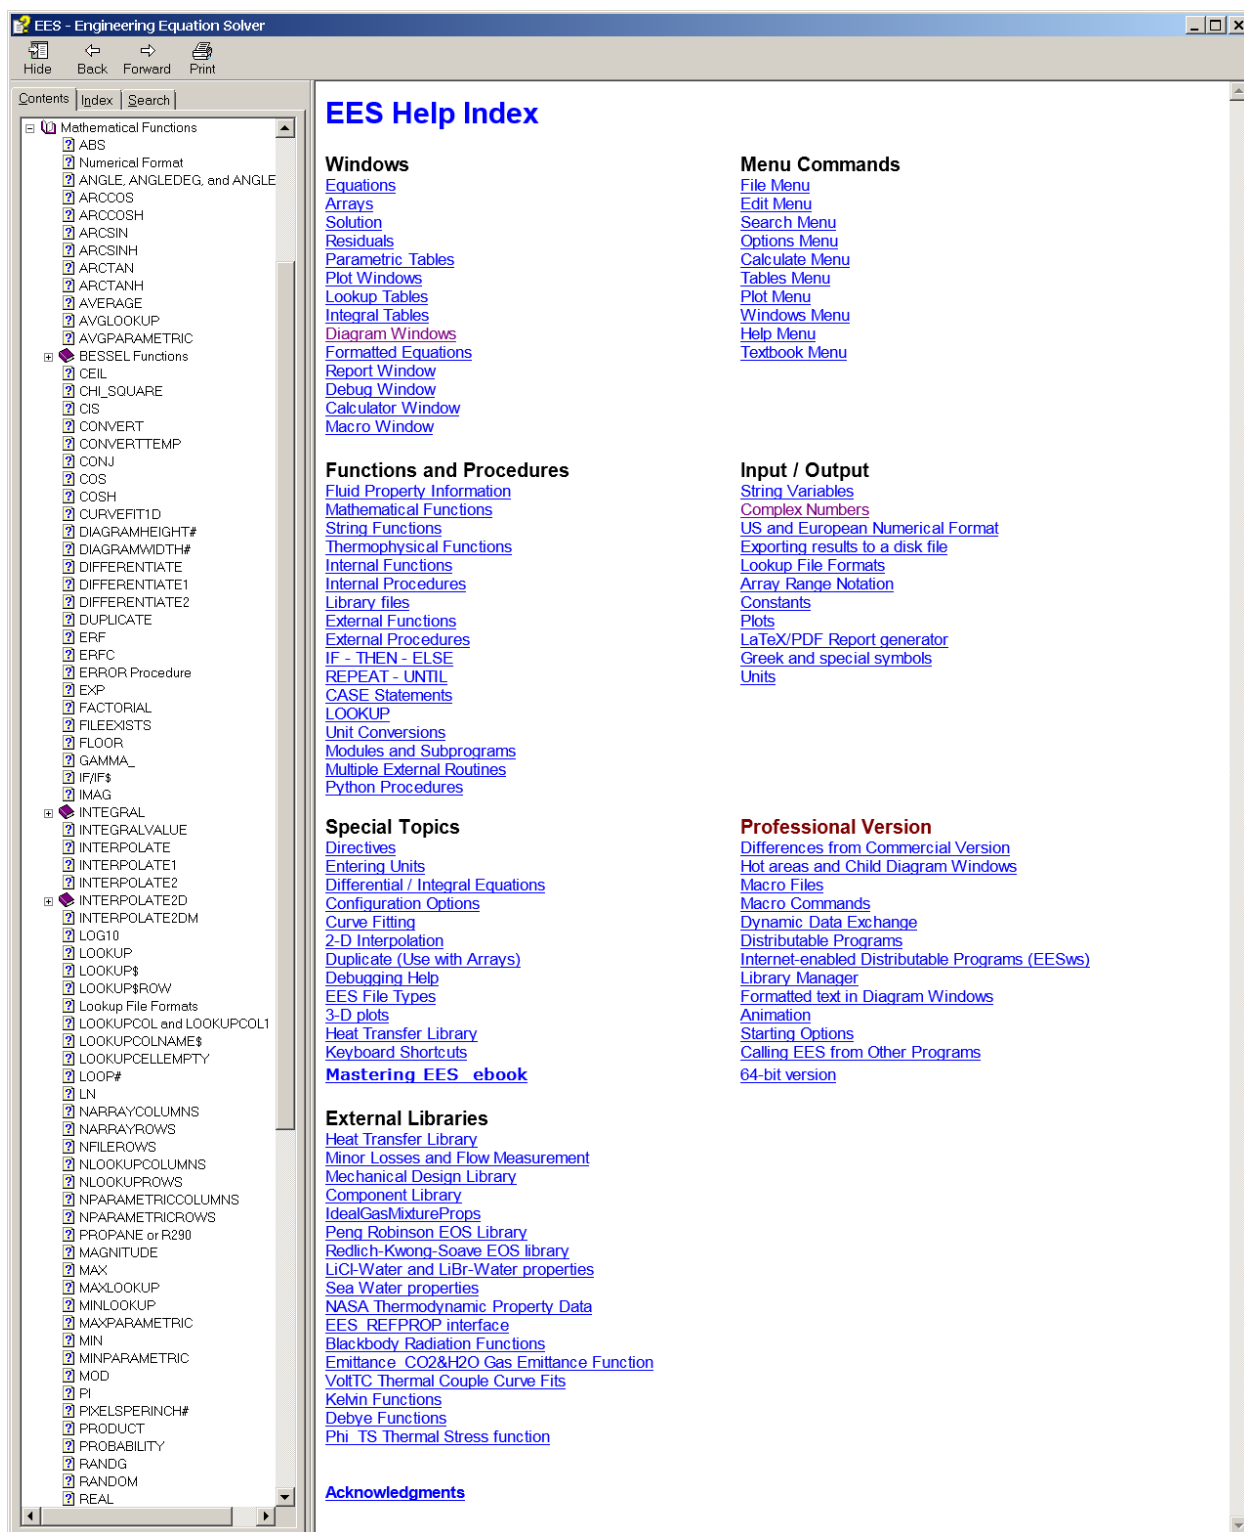 EES - Engineering Equation Solver
Hide Back Forward Print
Contents Index Search
Mathematical Functions
ABS
Numerical Format
ANGLE, ANGLEDEG, and ANGLE
ARCCOS
ARCCOSH
ARCSIN
ARCSINH
ARCTAN
ARCTANH
AVERAGE
AVGLOOKUP
AVGPARAMETRIC
BESSEL Functions
CEIL
CHI_SQUARE
CIS
CONVERT
CONVERTTEMP
CONJ
COS
COSH
CURVEFIT1D
DIAGRAMHEIGHT#
DIAGRAMWIDTH#
DIFFERENTIATE
DIFFERENTIATE1
DIFFERENTIATE2
DUPLICATE
ERF
ERFC
ERROR Procedure
EXP
FACTORIAL
FILEEXISTS
FLOOR
GAMMA_
IF/IF$
IMAG
INTEGRAL
INTEGRALVALUE
INTERPOLATE
INTERPOLATE1
INTERPOLATE2
INTERPOLATE2D
INTERPOLATE2DM
LOG10
LOOKUP
LOOKUP$
LOOKUP$ROW
Lookup File Formats
LOOKUPCOL and LOOKUPCOL1
LOOKUPCOLNAME$
LOOKUPCELLEMPTY
LOOP#
LN
NARRAYCOLUMNS
NARRAYROWS
NFILEROWS
NLOOKUPCOLUMNS
NLOOKUPROWS
NPARAMETRICCOLUMNS
NPARAMETRICROWS
PROPANE or R290
MAGNITUDE
MAX
MAXLOOKUP
MINLOOKUP
MAXPARAMETRIC
MIN
MINPARAMETRIC
MOD
PI
PIXELSPERINCH#
PRODUCT
PROBABILITY
RANDG
RANDOM
REAL
EES Help Index
Windows
Equations
Arrays
Solution
Residuals
Parametric Tables
Plot Windows
Lookup Tables
Integral Tables
Diagram Windows
Formatted Equations
Report Window
Debug Window
Calculator Window
Macro Window
Menu Commands
File Menu
Edit Menu
Search Menu
Options Menu
Calculate Menu
Tables Menu
Plot Menu
Windows Menu
Help Menu
Textbook Menu
Functions and Procedures
Fluid Property Information
Mathematical Functions
String Functions
Thermophysical Functions
Internal Functions
Internal Procedures
Library files
External Functions
External Procedures
IF - THEN - ELSE
REPEAT - UNTIL
CASE Statements
LOOKUP
Unit Conversions
Modules and Subprograms
Multiple External Routines
Python Procedures
Input / Output
String Variables
Complex Numbers
US and European Numerical Format
Exporting results to a disk file
Lookup File Formats
Array Range Notation
Constants
Plots
LaTeX/PDF Report generator
Greek and special symbols
Units
Special Topics
Directives
Entering Units
Differential / Integral Equations
Configuration Options
Curve Fitting
2-D Interpolation
Duplicate (Use with Arrays)
Debugging Help
EES File Types
3-D plots
Heat Transfer Library
Keyboard Shortcuts
Mastering EES ebook
Professional Version
Differences from Commercial Version
Hot areas and Child Diagram Windows
Macro Files
Macro Commands
Dynamic Data Exchange
Distributable Programs
Internet-enabled Distributable Programs (EESws)
Library Manager
Formatted text in Diagram Windows
Animation
Starting Options
Calling EES from Other Programs
64-bit version
External Libraries
Heat Transfer Library
Minor Losses and Flow Measurement
Mechanical Design Library
Component Library
IdealGasMixtureProps
Peng Robinson EOS Library
Redlich-Kwong-Soave EOS library
LiCl-Water and LiBr-Water properties
Sea Water properties
NASA Thermodynamic Property Data
EES_REFPROP interface
Blackbody Radiation Functions
Emittance_CO2&H2O Gas Emittance Function
VoltTC Thermal Couple Curve Fits
Kelvin Functions
Debye Functions
Phi_TS Thermal Stress function
Acknowledgments